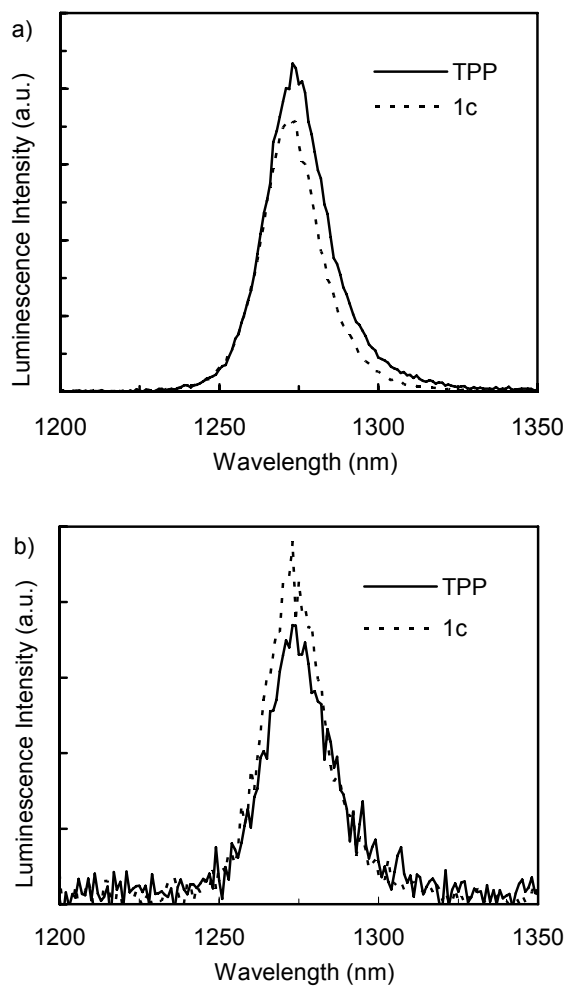 a)
Luminescence Intensity (a.u.)
TPP
1c
1200 1250 1300 1350
Wavelength (nm)
b)
Luminescence Intensity (a.u.)
TPP
1c
1200 1250 1300 1350
Wavelength (nm)